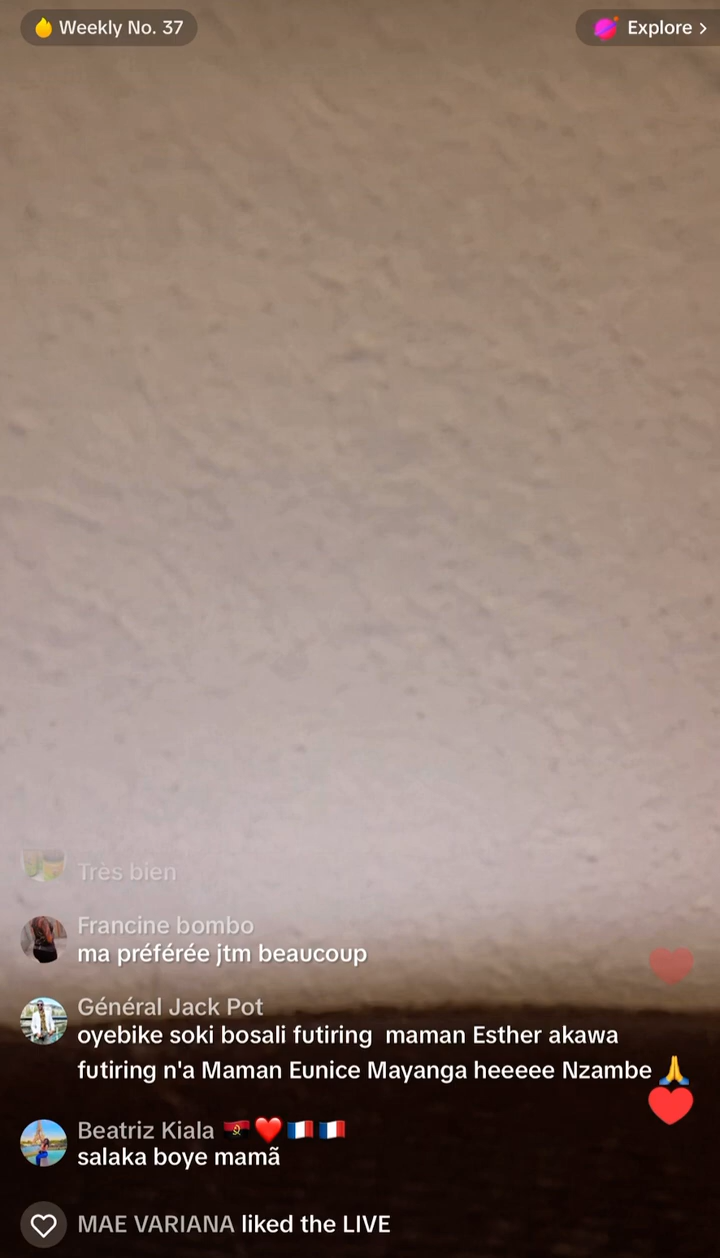 Weekly No. 37
Explore >
Très bien
Francine bombo
ma préférée jtm beaucoup
Général Jack Pot
oyebike soki bosali futiring maman Esther akawa
futiring n'a Maman Eunice Mayanga heeeee Nzambe 🙏
Beatriz Kiala 🇦🇴❤️🇫🇷🇫🇷
salaka boye mamã
MAE VARIANA liked the LIVE